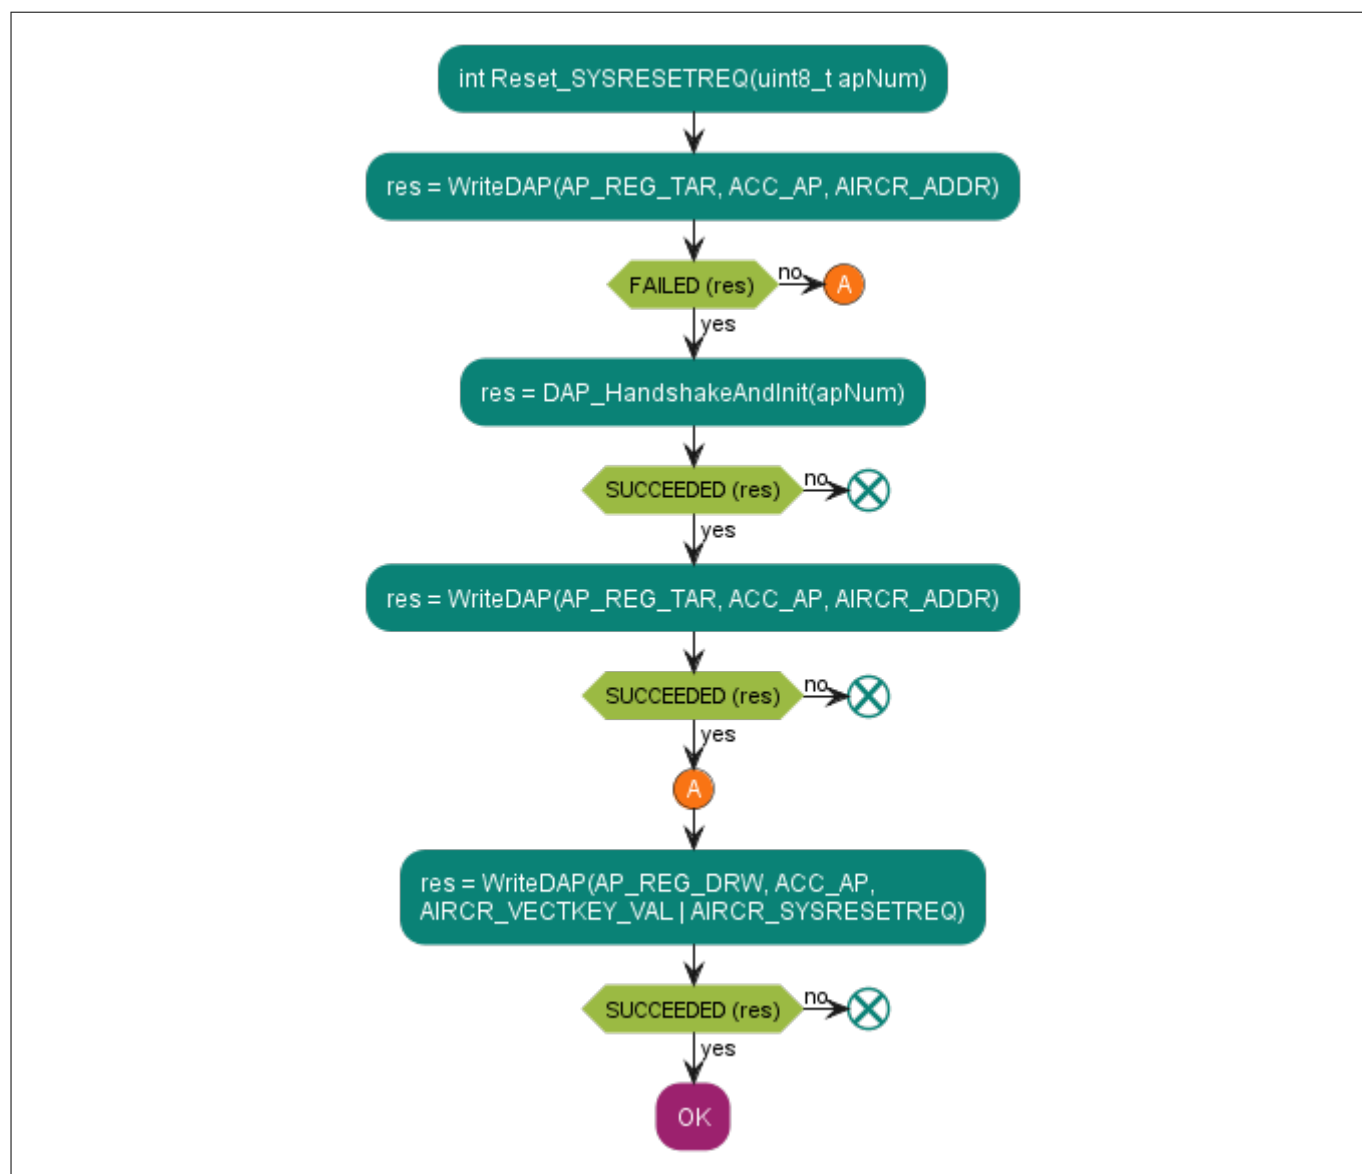 int Reset_SYSRESETREQ(uint8_t apNum)
res = WriteDAP(AP_REG_TAR, ACC_AP, AIRCR_ADDR)
FAILED (res)
no
A
yes
res = DAP_HandshakeAndInit(apNum)
SUCCEEDED (res)
no
yes
res = WriteDAP(AP_REG_TAR, ACC_AP, AIRCR_ADDR)
SUCCEEDED (res)
no
yes
A
res = WriteDAP(AP_REG_DRW, ACC_AP,
AIRCR_VECTKEY_VAL | AIRCR_SYSRESETREQ)
SUCCEEDED (res)
no
yes
OK